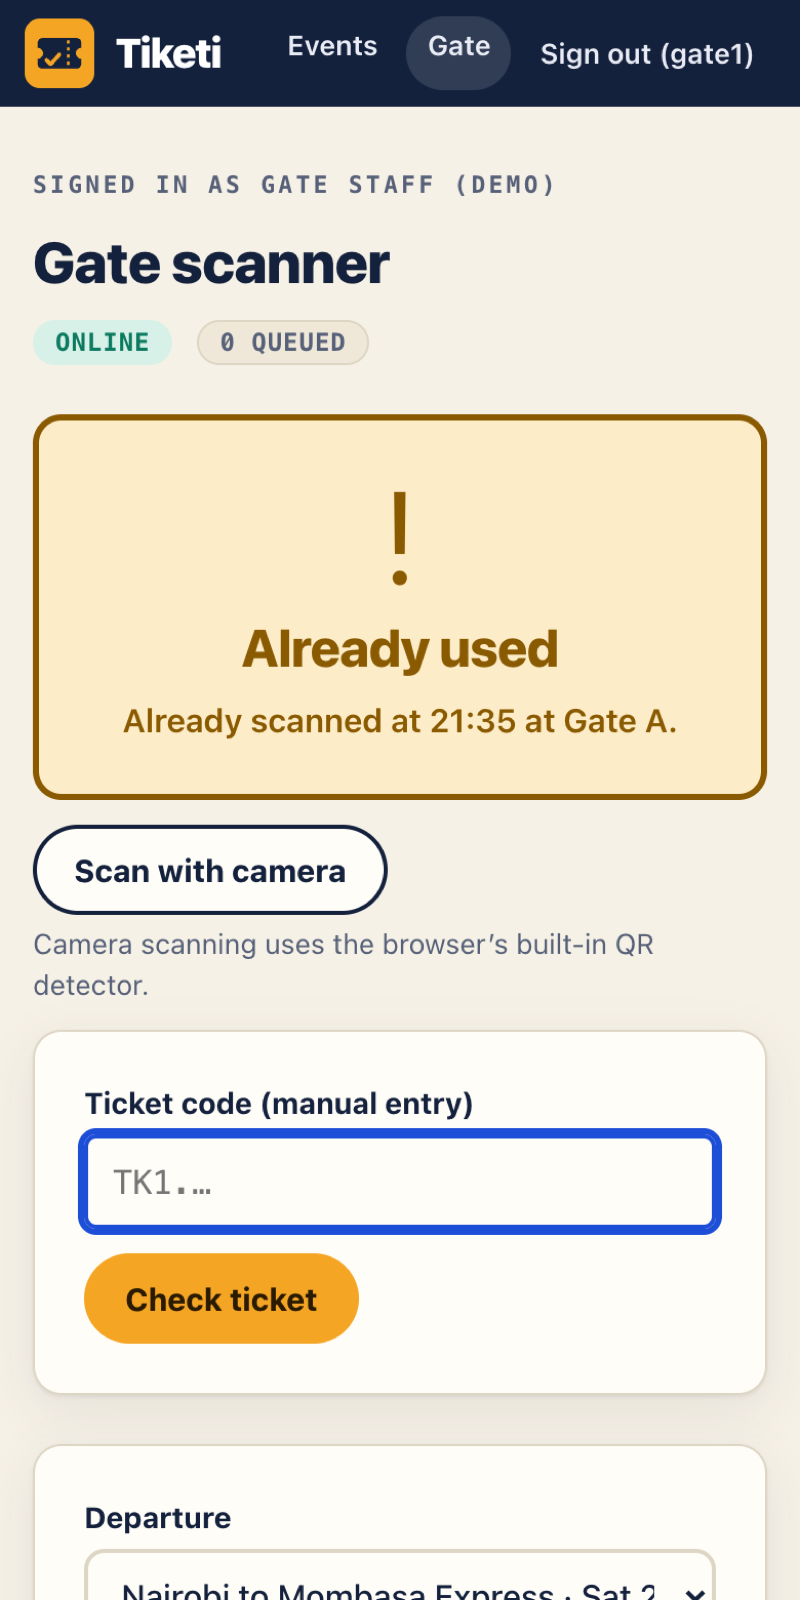 Tiketi
Events
Gate
Sign out (gate1)
SIGNED IN AS GATE STAFF (DEMO)
Gate scanner
ONLINE
0 QUEUED
!
Already used
Already scanned at 21:35 at Gate A.
Scan with camera
Camera scanning uses the browser’s built-in QR
detector.
Ticket code (manual entry)
TK1.…
Check ticket
Departure
Nairobi to Mombasa Express · Sat 2